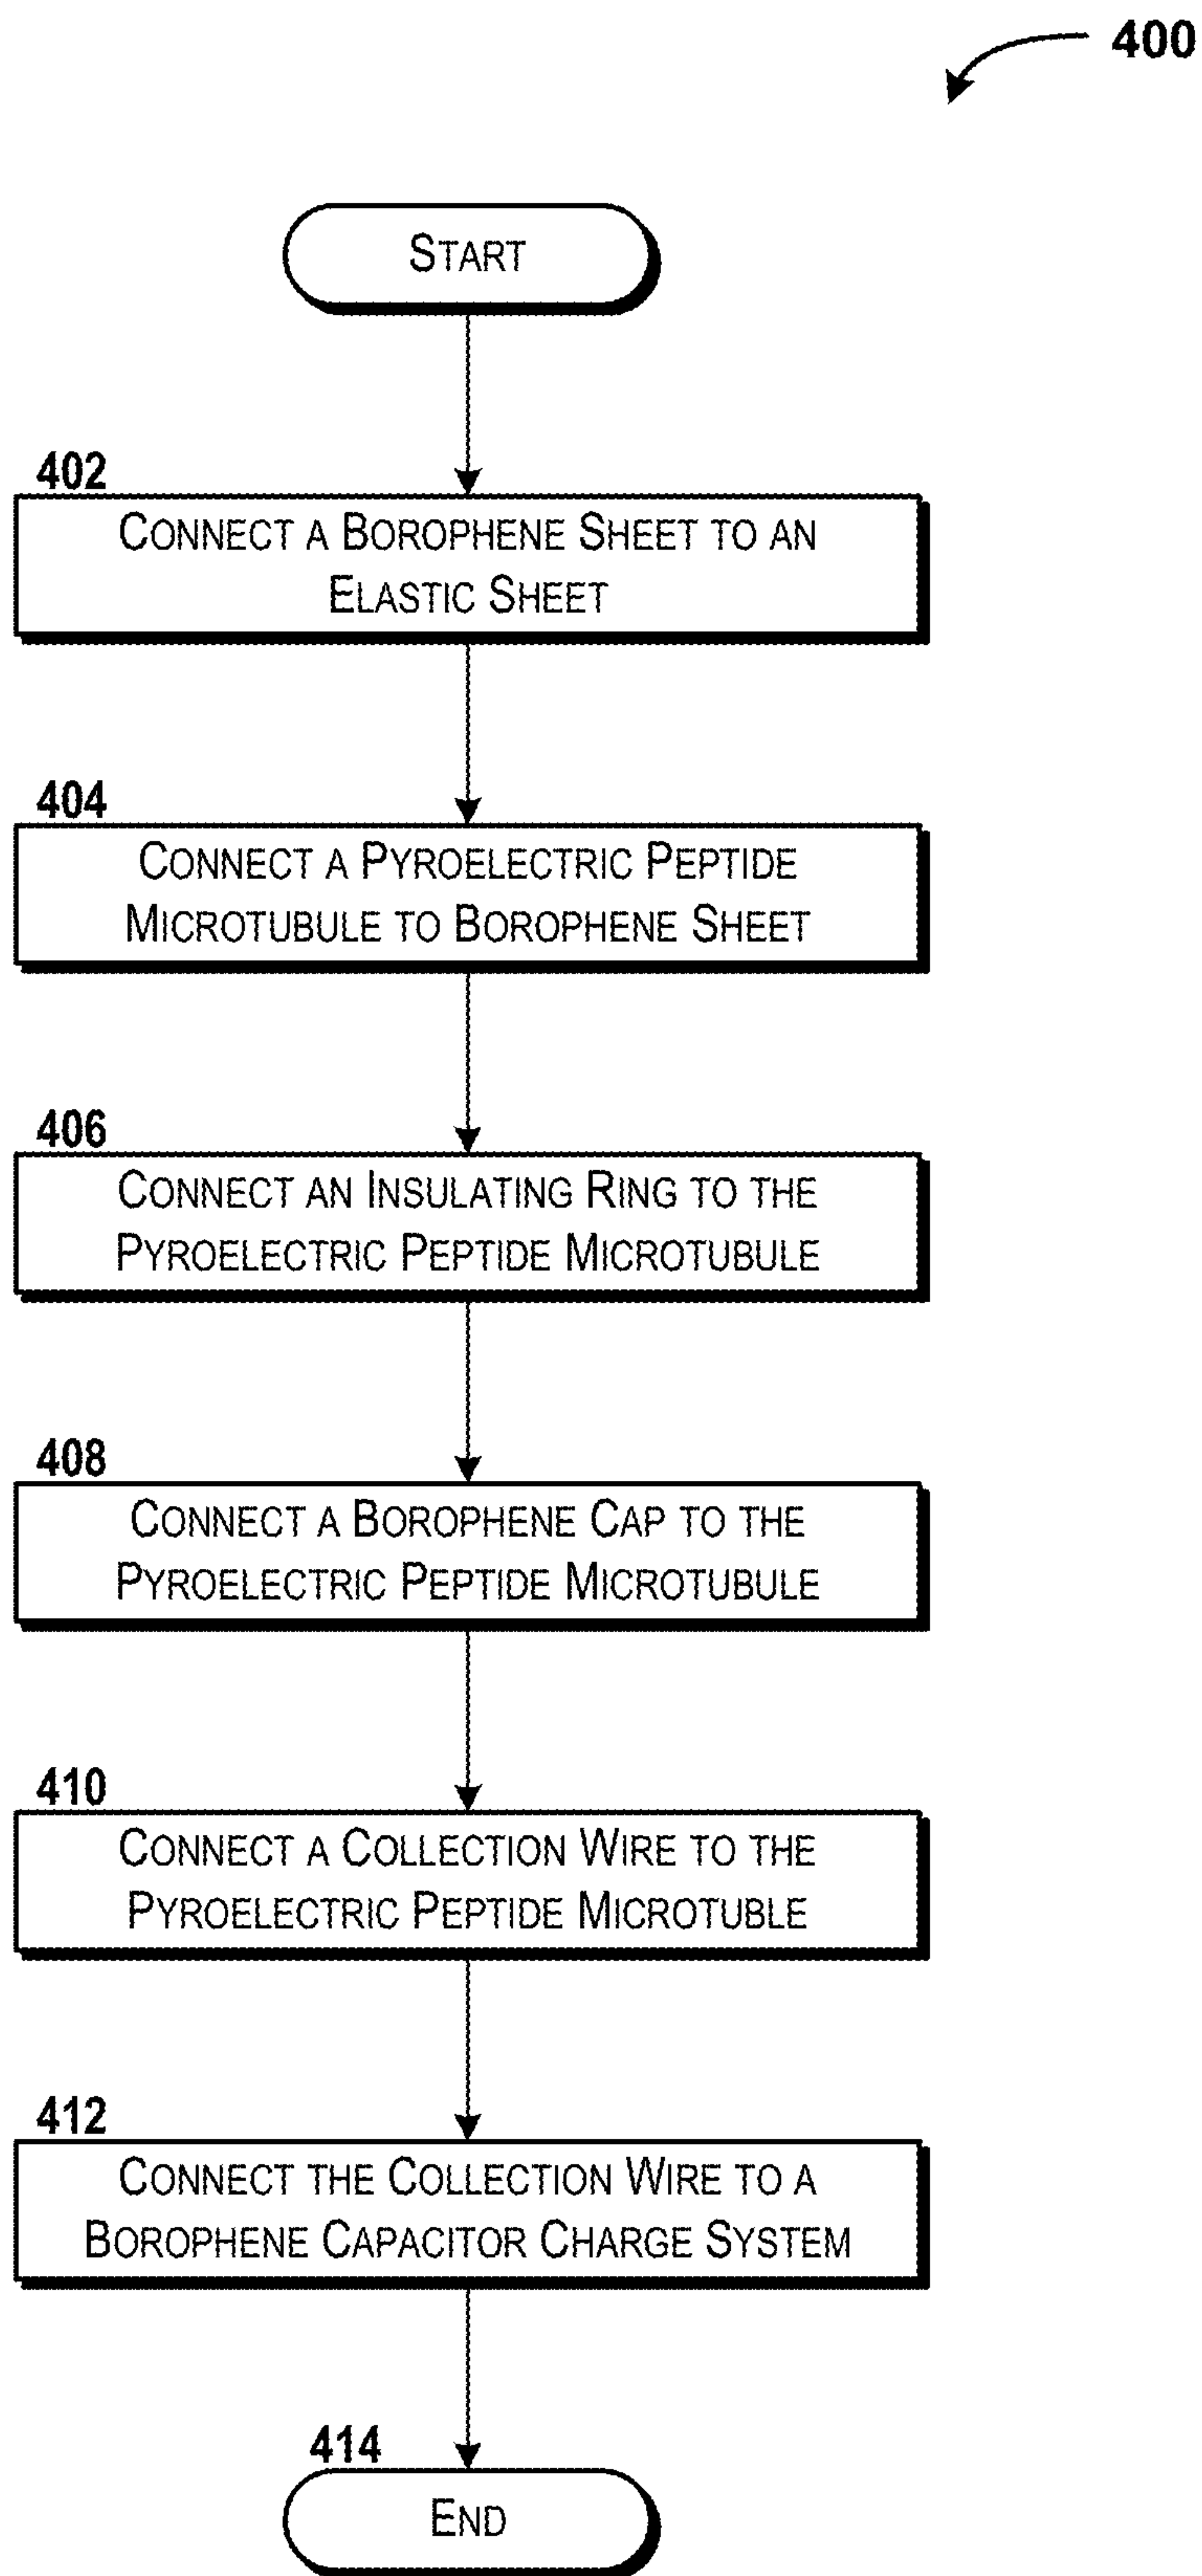 400
START
402
CONNECT A BOROPHENE SHEET TO AN
ELASTIC SHEET
404
CONNECT A PYROELECTRIC PEPTIDE
MICROTUBULE TO BOROPHENE SHEET
406
CONNECT AN INSULATING RING TO THE
PYROELECTRIC PEPTIDE MICROTUBULE
408
CONNECT A BOROPHENE CAP TO THE
PYROELECTRIC PEPTIDE MICROTUBULE
410
CONNECT A COLLECTION WIRE TO THE
PYROELECTRIC PEPTIDE MICROTUBLE
412
CONNECT THE COLLECTION WIRE TO A
BOROPHENE CAPACITOR CHARGE SYSTEM
414
END